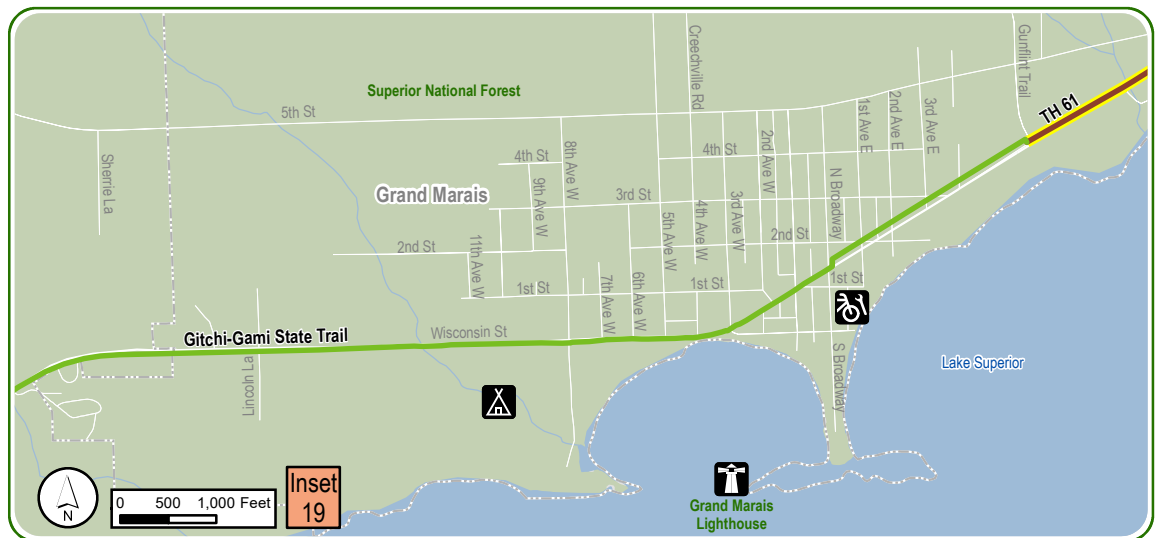 Creechville Rd
Gunflint Trail
Superior National Forest
TH 61
5th St
1st Ave E
2nd Ave E
3rd Ave E
Sherrie La
4th St
8th Ave W
4th St
2nd Ave W
N Broadway
Grand Marais
9th Ave W
3rd St
5th Ave W
4th Ave W
3rd Ave W
2nd St
11th Ave W
2nd St
1st St
7th Ave W
6th Ave W
1st St
1st St
Gitchi-Gami State Trail
Wisconsin St
Lincoln La
S Broadway
Lake Superior
N
0 500 1,000 Feet
Inset
19
Grand Marais
Lighthouse